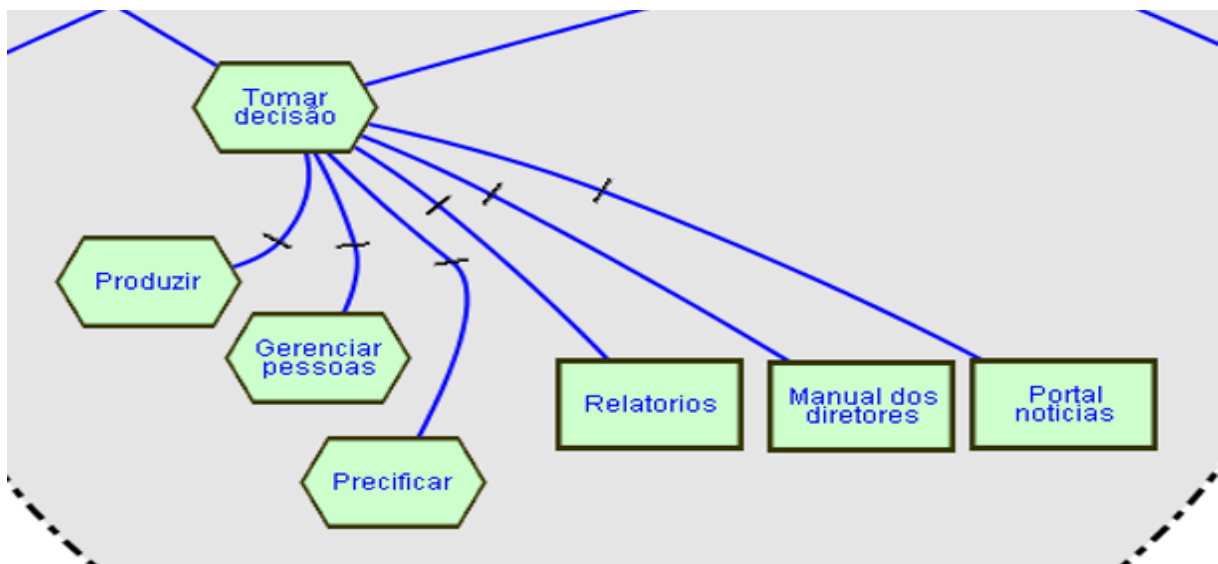 Tomar
decisão
Produzir
Gerenciar
pessoas
Precificar
Relatorios
Manual dos
diretores
Portal
noticias